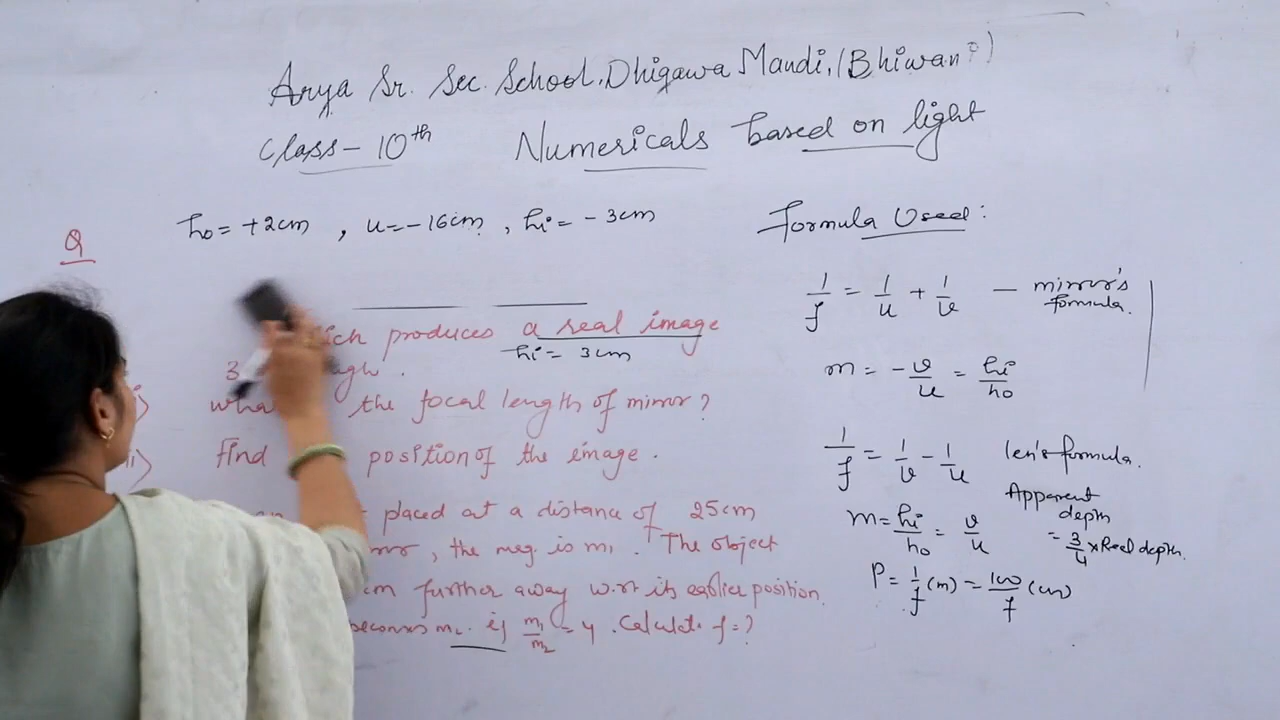 Arya Sr. Sec. School, Dhigawa Mandi, (Bhiwani)
Class - 10th Numericals based on light
Q
ho = +2cm , u = -16cm , hi = -3cm
produces a real image
hi = 3cm
3
the focal length of mirror?
Find position of the image.
placed at a distance of 25cm
, the mag. is m1. The object
cm further away w.r.t its earlier position.
becomes m2. if m1/m2 = 4. Calculate f = ?
Formula Used:
1/f = 1/u + 1/v — mirror's formula.
m = -v/u = hi/ho
1/f = 1/v - 1/u len's formula.
m = hi/ho = v/u
Apparent depth
= 3/4 × Real depth.
P = 1/f (m) = 100/f (cm)